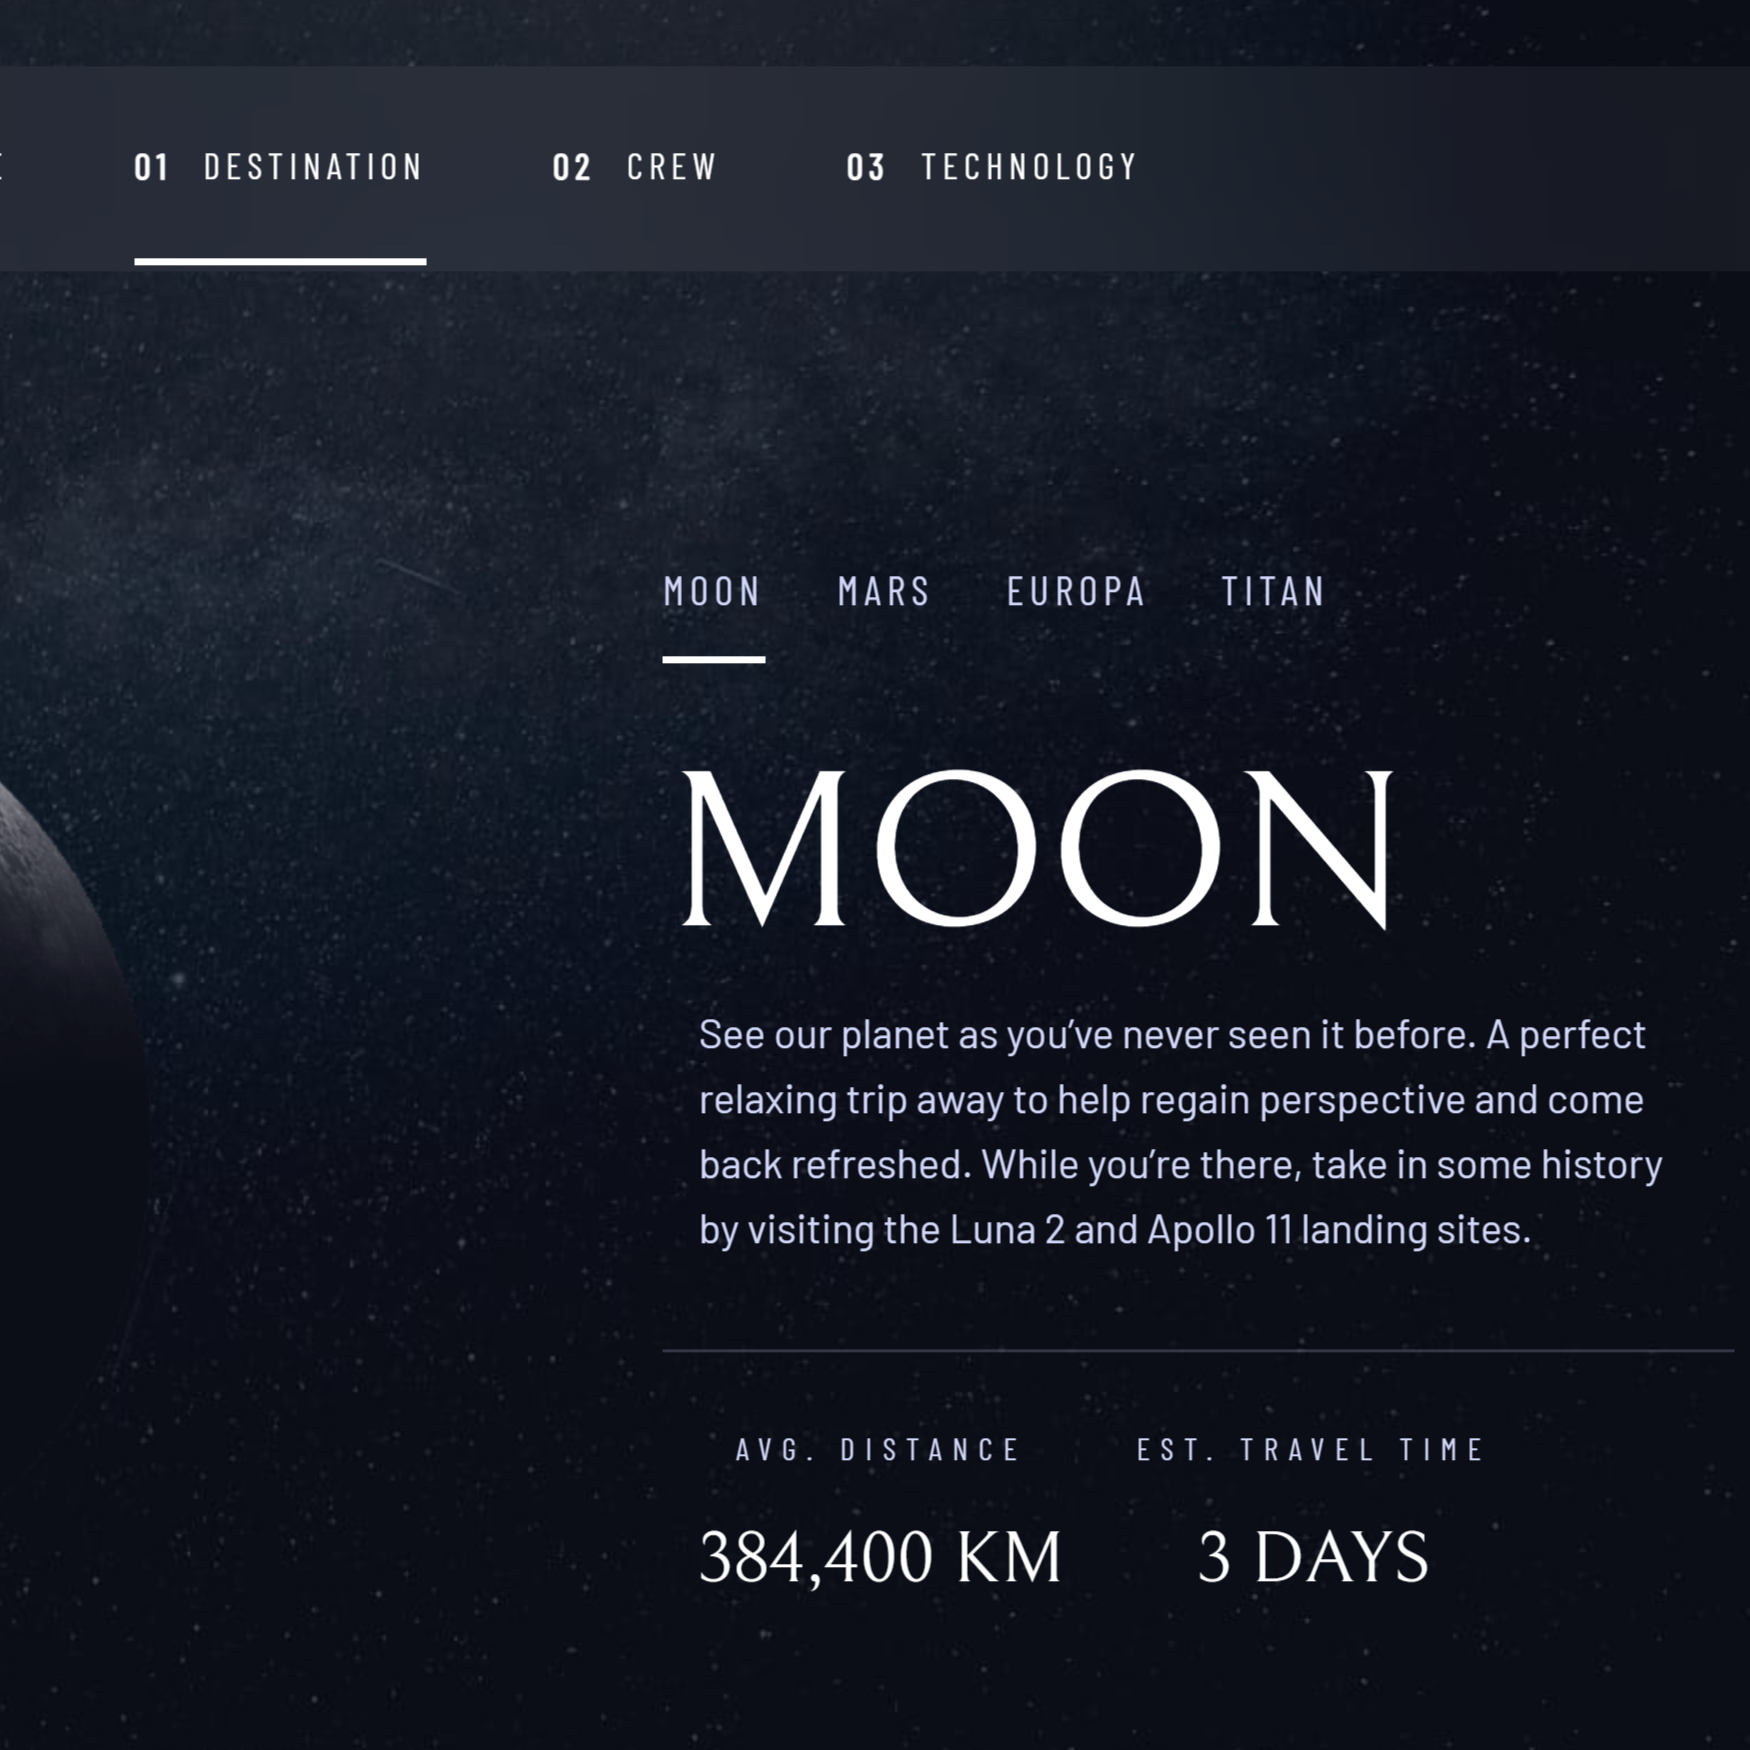 01 DESTINATION 02 CREW 03 TECHNOLOGY
MOON MARS EUROPA TITAN
MOON
See our planet as you’ve never seen it before. A perfect
relaxing trip away to help regain perspective and come
back refreshed. While you’re there, take in some history
by visiting the Luna 2 and Apollo 11 landing sites.
AVG. DISTANCE EST. TRAVEL TIME
384,400 KM 3 DAYS